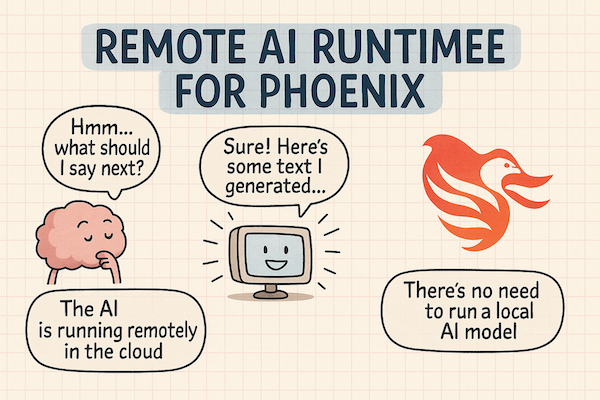 REMOTE AI RUNTIMEE
FOR PHOENIX
Hmm...
what should
I say next?
Sure! Here's
some text I
generated...
The AI
is running remotely
in the cloud
There's no need
to run a local
AI model